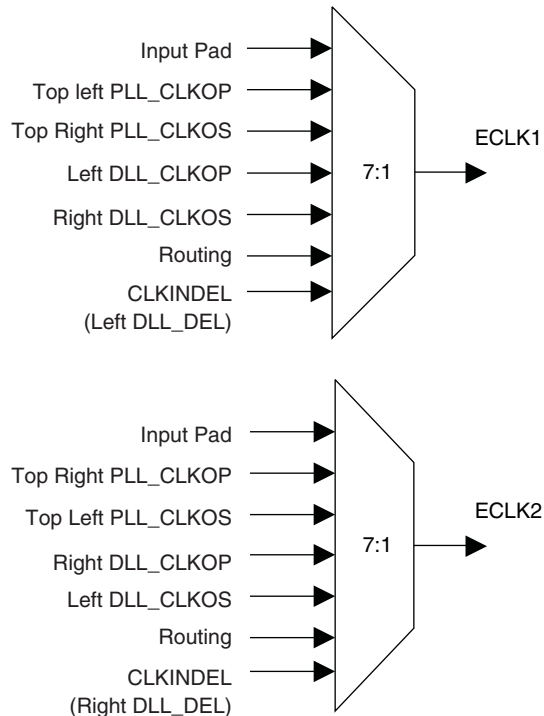 Input Pad
Top left PLL_CLKOP
Top Right PLL_CLKOS
Left DLL_CLKOP
Right DLL_CLKOS
Routing
CLKINDEL
(Left DLL_DEL)
7:1
ECLK1
Input Pad
Top Right PLL_CLKOP
Top Left PLL_CLKOS
Right DLL_CLKOP
Left DLL_CLKOS
Routing
CLKINDEL
(Right DLL_DEL)
7:1
ECLK2